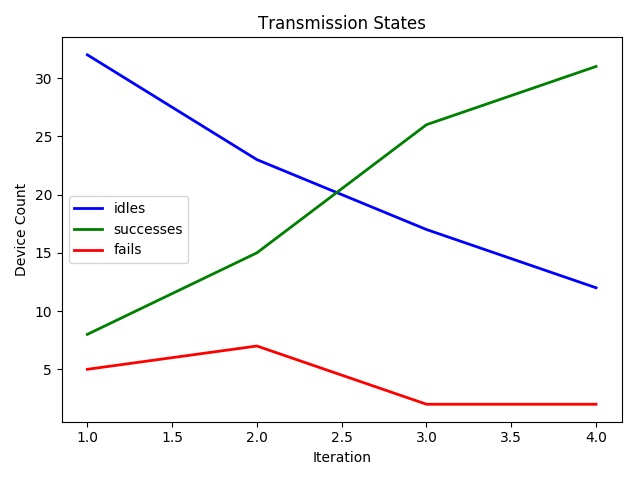 Transmission States
Device Count
30
25
20
15
10
5
idles
successes
fails
1.0 1.5 2.0 2.5 3.0 3.5 4.0
Iteration